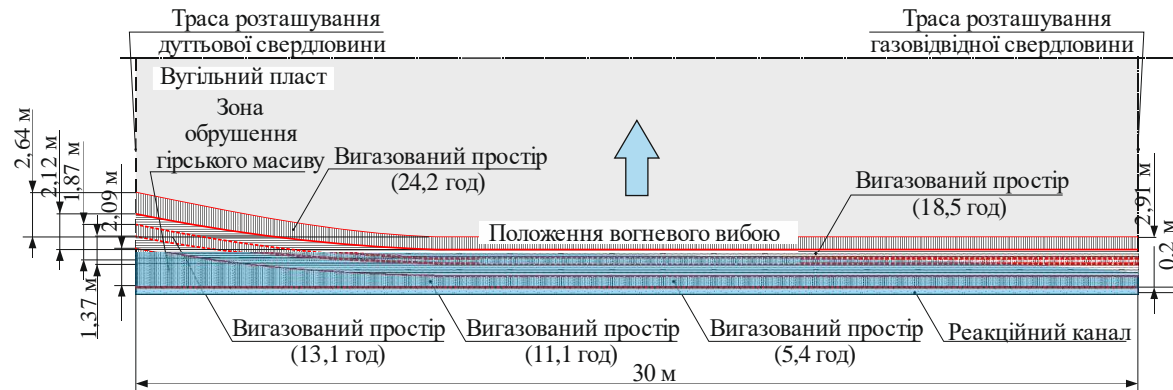 Траса розташування
дуттьової свердловини
Траса розташування
газовідвідної свердловини
Вугільний пласт
Зона
обрушення
гірського масиву
Вигазований простір
(24,2 год)
Вигазований простір
(18,5 год)
Положення вогневого вибою
2,64 м
2,12 м
1,87 м
2,09 м
1,37 м
2,91 м
0,2 м
Вигазований простір
(13,1 год)
Вигазований простір
(11,1 год)
Вигазований простір
(5,4 год)
Реакційний канал
30 м